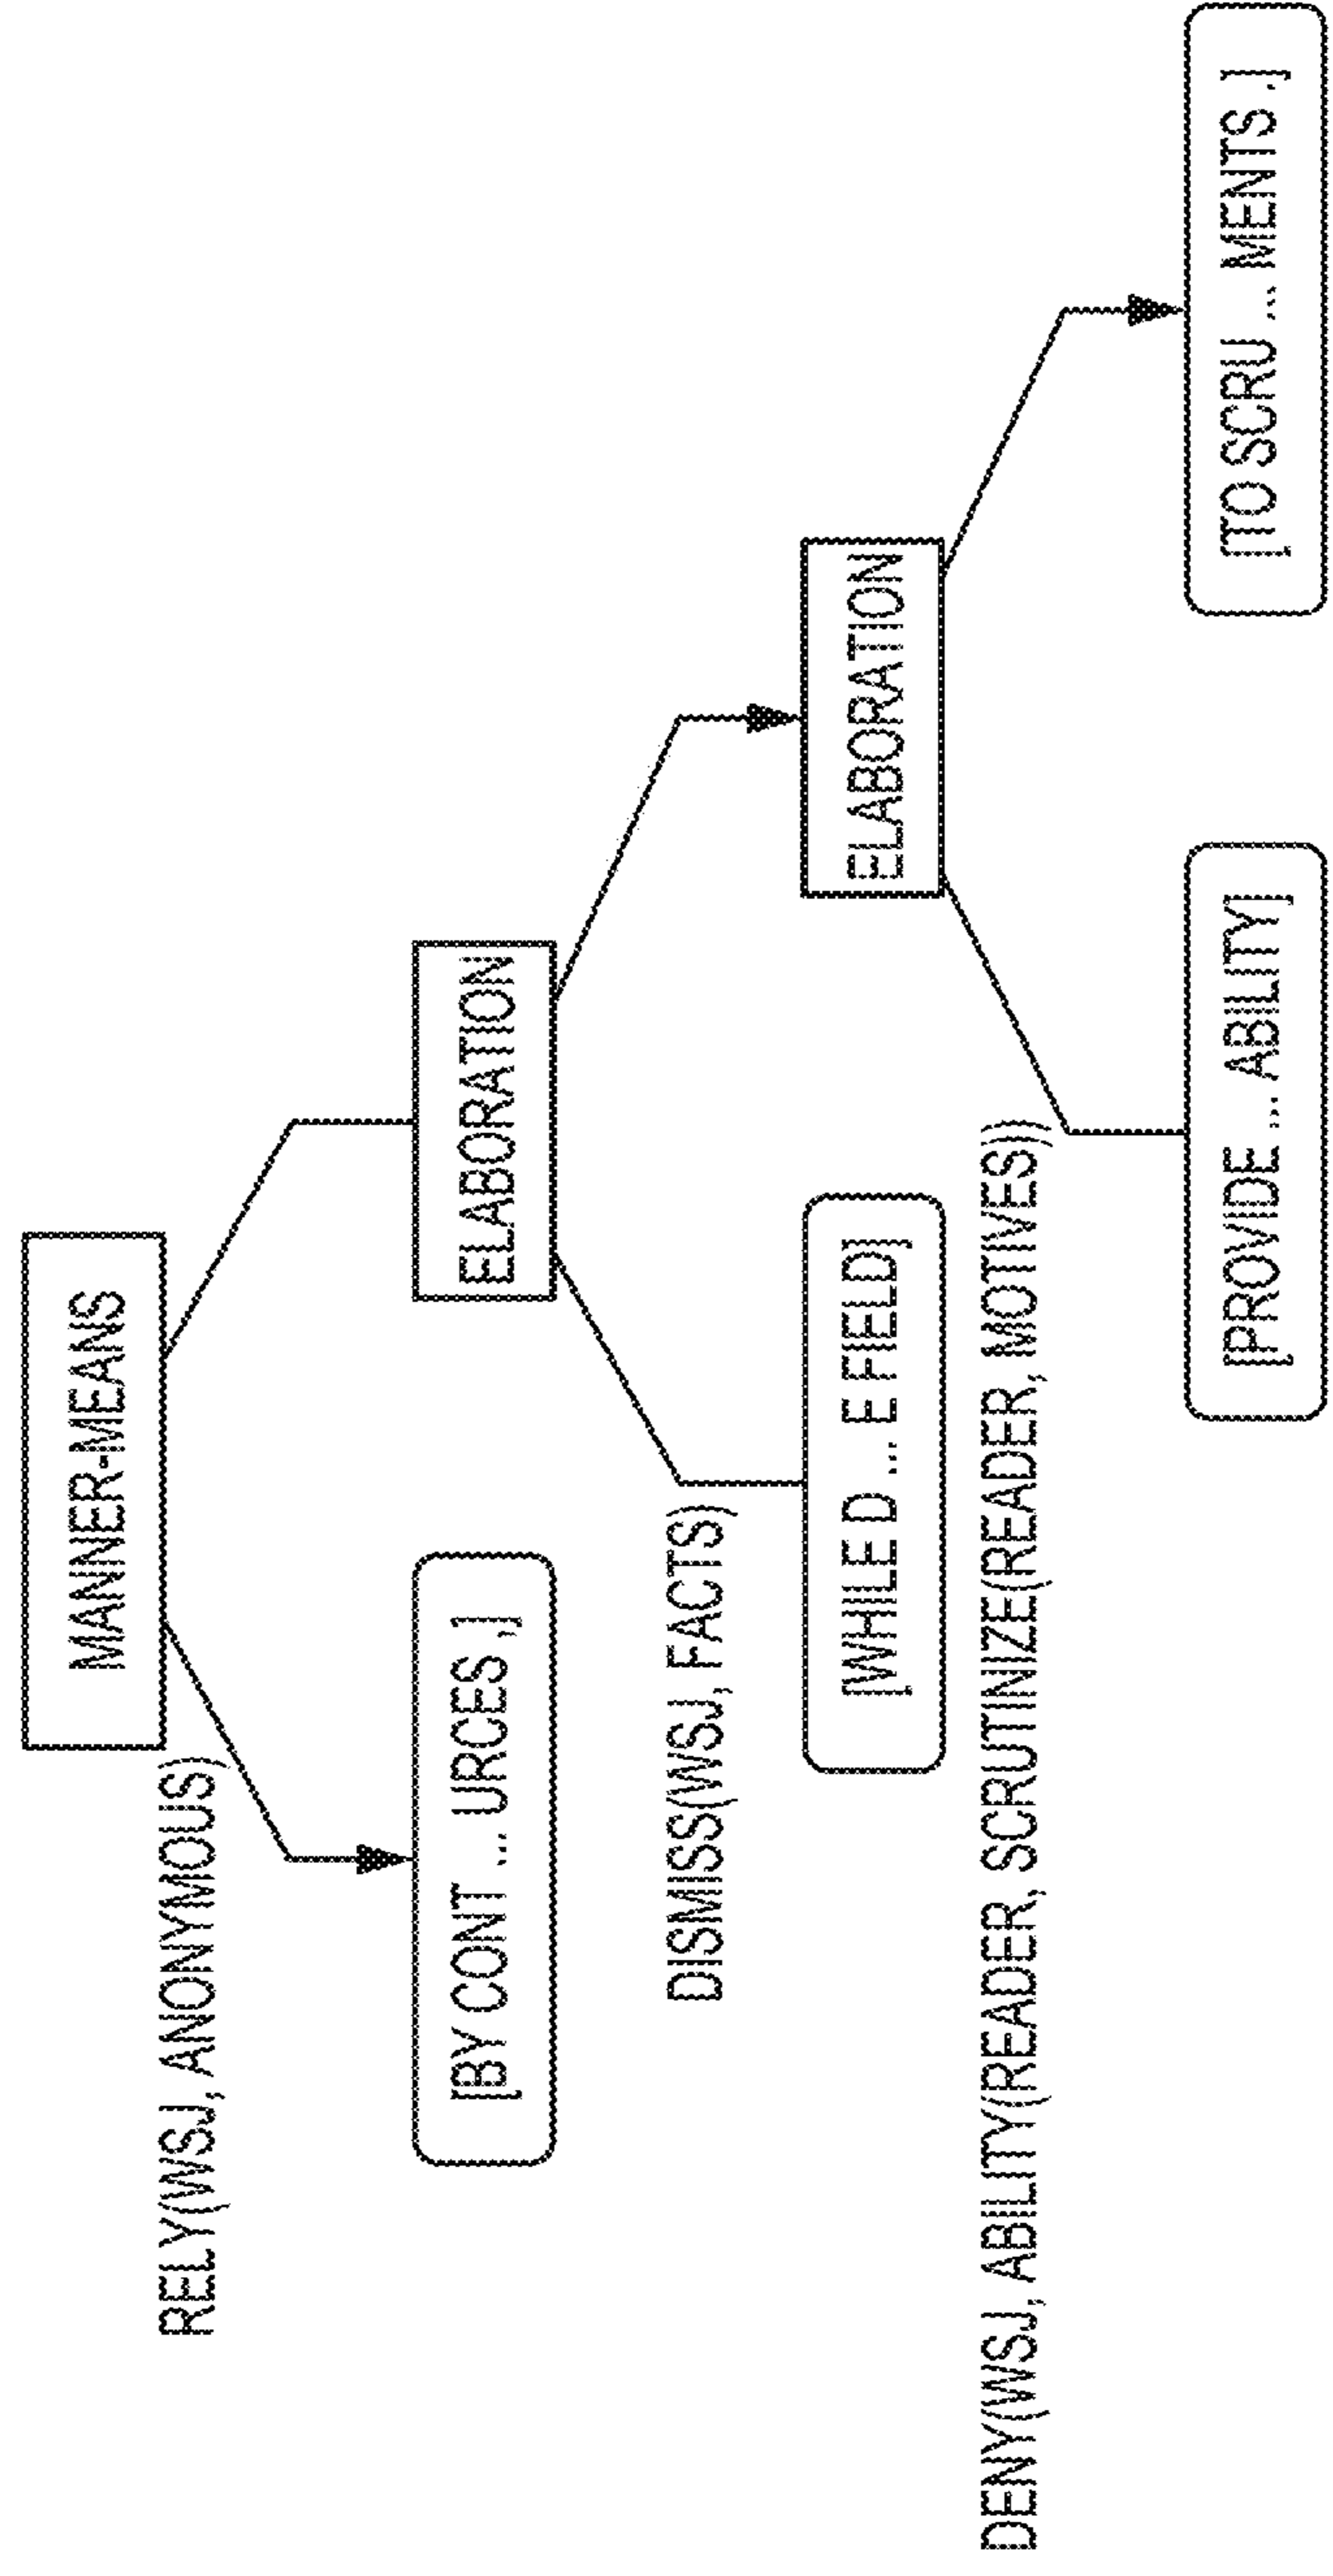 MANNER-MEANS
RELY(WSJ, ANONYMOUS)
[BY CONT ... URCES ,]
ELABORATION
DISMISS(WSJ, FACTS)
[WHILE D ... E FIELD]
ELABORATION
DENY(WSJ, ABILITY(READER, SCRUTINIZE(READER, MOTIVES)))
[PROVIDE ... ABILITY]
[TO SCRU ... MENTS ,]